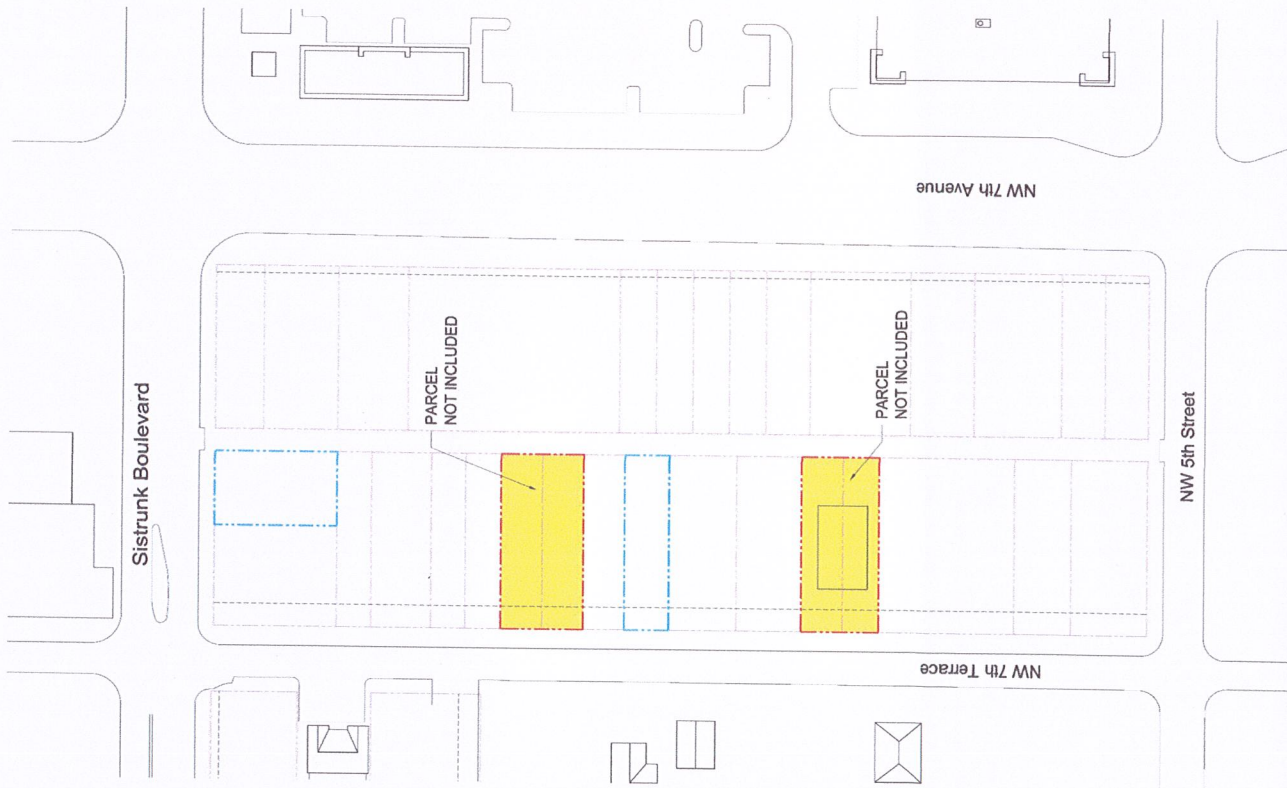 NW 7th Avenue
Sistrunk Boulevard
PARCEL
NOT INCLUDED
PARCEL
NOT INCLUDED
NW 5th Street
NW 7th Terrace